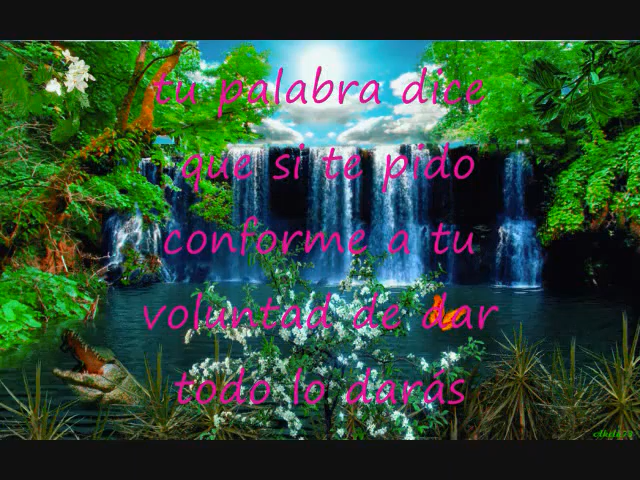 tu palabra dice
que si te pido
conforme a tu
voluntad de dar
todo lo darás